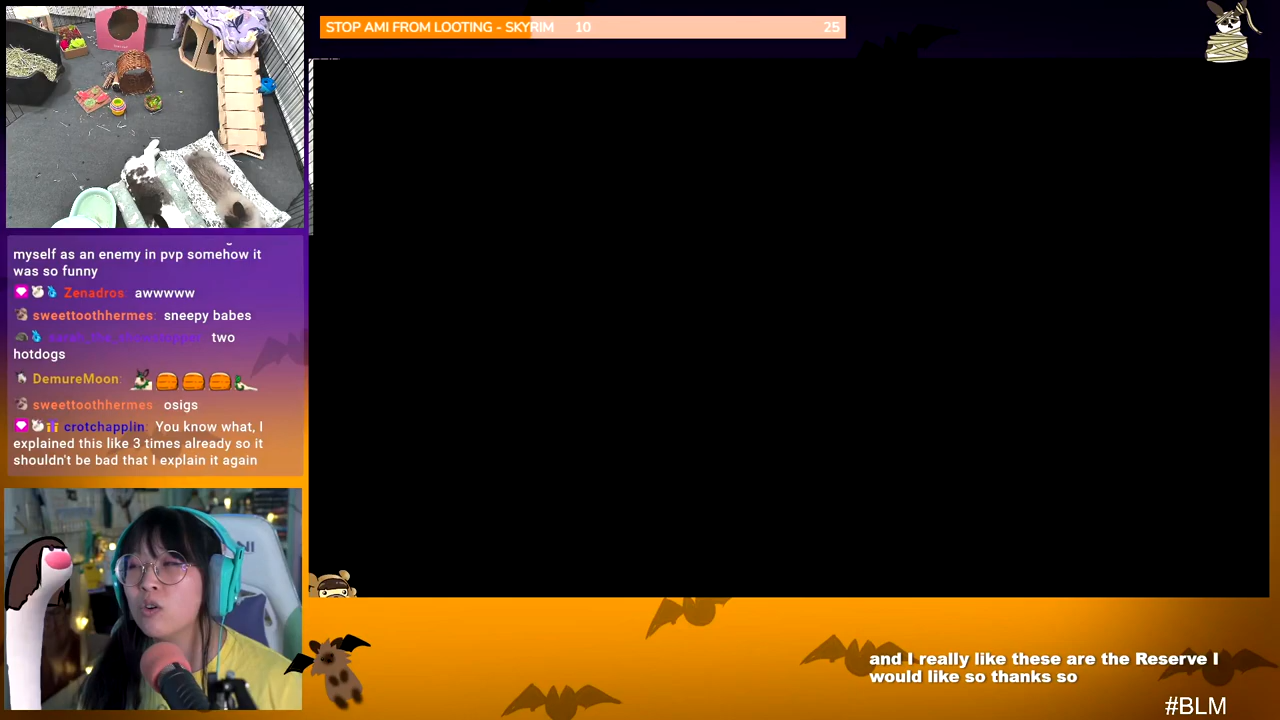 STOP AMI FROM LOOTING - SKYRIM 10 25
myself as an enemy in pvp somehow it
was so funny
Zenadros: awwwww
sweettoothhermes: sneepy babes
two
hotdogs
DemureMoon:
sweettoothhermes osigs
crotchapplin: You know what, I
explained this like 3 times already so it
shouldn't be bad that I explain it again
and I really like these are the Reserve I
would like so thanks so
#BLM